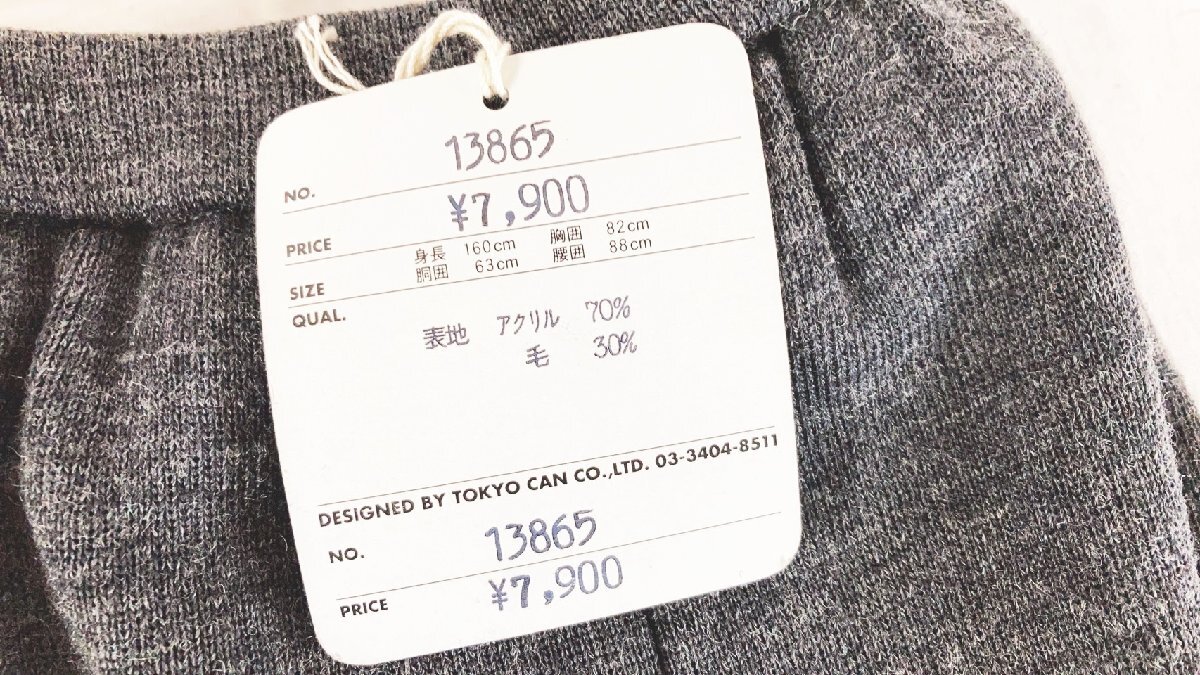 NO. 13865
PRICE ¥7,900
SIZE 身長 160cm 胸囲 82cm
胴囲 63cm 腰囲 88cm
QUAL.
表地 アクリル 70%
毛 30%
DESIGNED BY TOKYO CAN CO.,LTD. 03-3404-8511
NO. 13865
PRICE ¥7,900